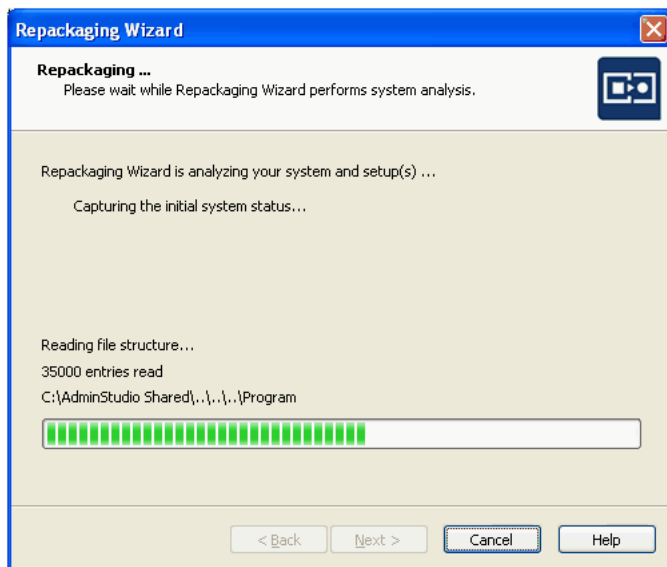 Repackaging Wizard
Repackaging ...
Please wait while Repackaging Wizard performs system analysis.
Repackaging Wizard is analyzing your system and setup(s) ...
Capturing the initial system status...
Reading file structure...
35000 entries read
C:\AdminStudio Shared\..\..\..\Program
< Back Next > Cancel Help